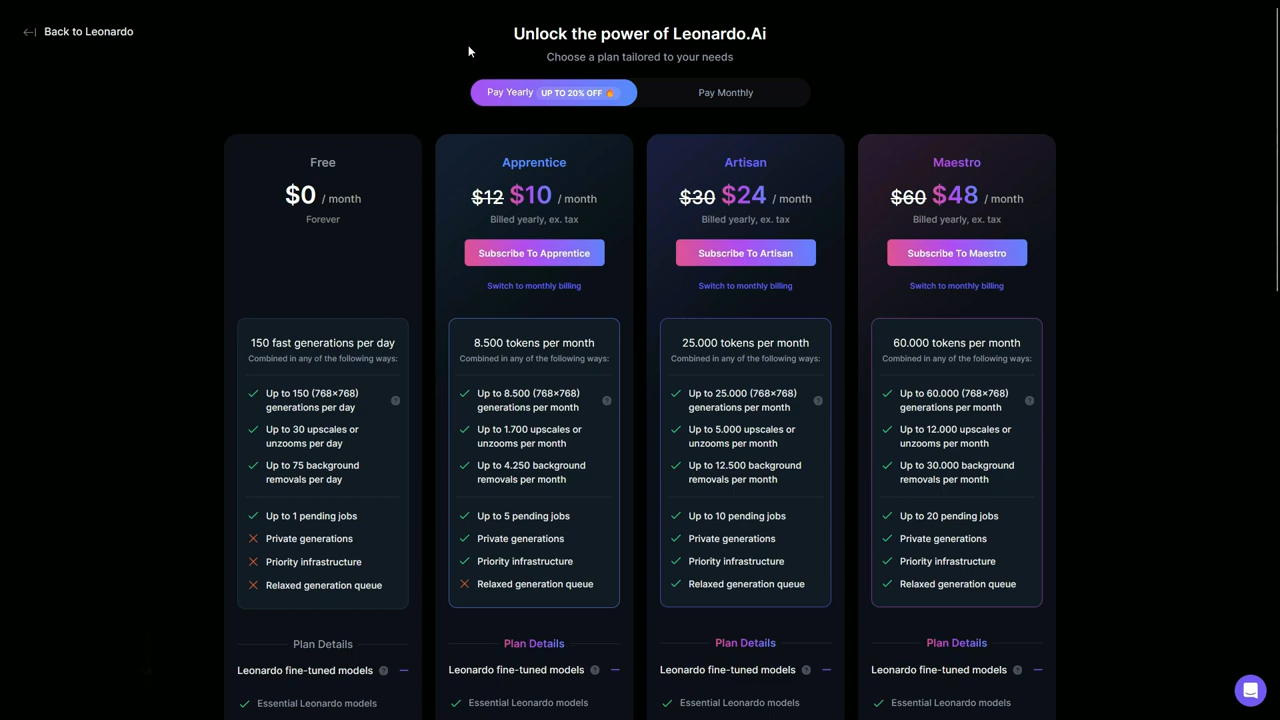 Back to Leonardo
Unlock the power of Leonardo.Ai
Choose a plan tailored to your needs
Pay Yearly UP TO 20% OFF 🔥
Pay Monthly
Free
$0 / month
Forever
150 fast generations per day
Combined in any of the following ways:
Up to 150 (768×768)
generations per day
Up to 30 upscales or
unzooms per day
Up to 75 background
removals per day
Up to 1 pending jobs
Private generations
Priority infrastructure
Relaxed generation queue
Plan Details
Leonardo fine-tuned models
Essential Leonardo models
Apprentice
$12 $10 / month
Billed yearly, ex. tax
Subscribe To Apprentice
Switch to monthly billing
8.500 tokens per month
Combined in any of the following ways:
Up to 8.500 (768×768)
generations per month
Up to 1.700 upscales or
unzooms per month
Up to 4.250 background
removals per month
Up to 5 pending jobs
Private generations
Priority infrastructure
Relaxed generation queue
Plan Details
Leonardo fine-tuned models
Essential Leonardo models
Artisan
$30 $24 / month
Billed yearly, ex. tax
Subscribe To Artisan
Switch to monthly billing
25.000 tokens per month
Combined in any of the following ways:
Up to 25.000 (768×768)
generations per month
Up to 5.000 upscales or
unzooms per month
Up to 12.500 background
removals per month
Up to 10 pending jobs
Private generations
Priority infrastructure
Relaxed generation queue
Plan Details
Leonardo fine-tuned models
Essential Leonardo models
Maestro
$60 $48 / month
Billed yearly, ex. tax
Subscribe To Maestro
Switch to monthly billing
60.000 tokens per month
Combined in any of the following ways:
Up to 60.000 (768×768)
generations per month
Up to 12.000 upscales or
unzooms per month
Up to 30.000 background
removals per month
Up to 20 pending jobs
Private generations
Priority infrastructure
Relaxed generation queue
Plan Details
Leonardo fine-tuned models
Essential Leonardo models